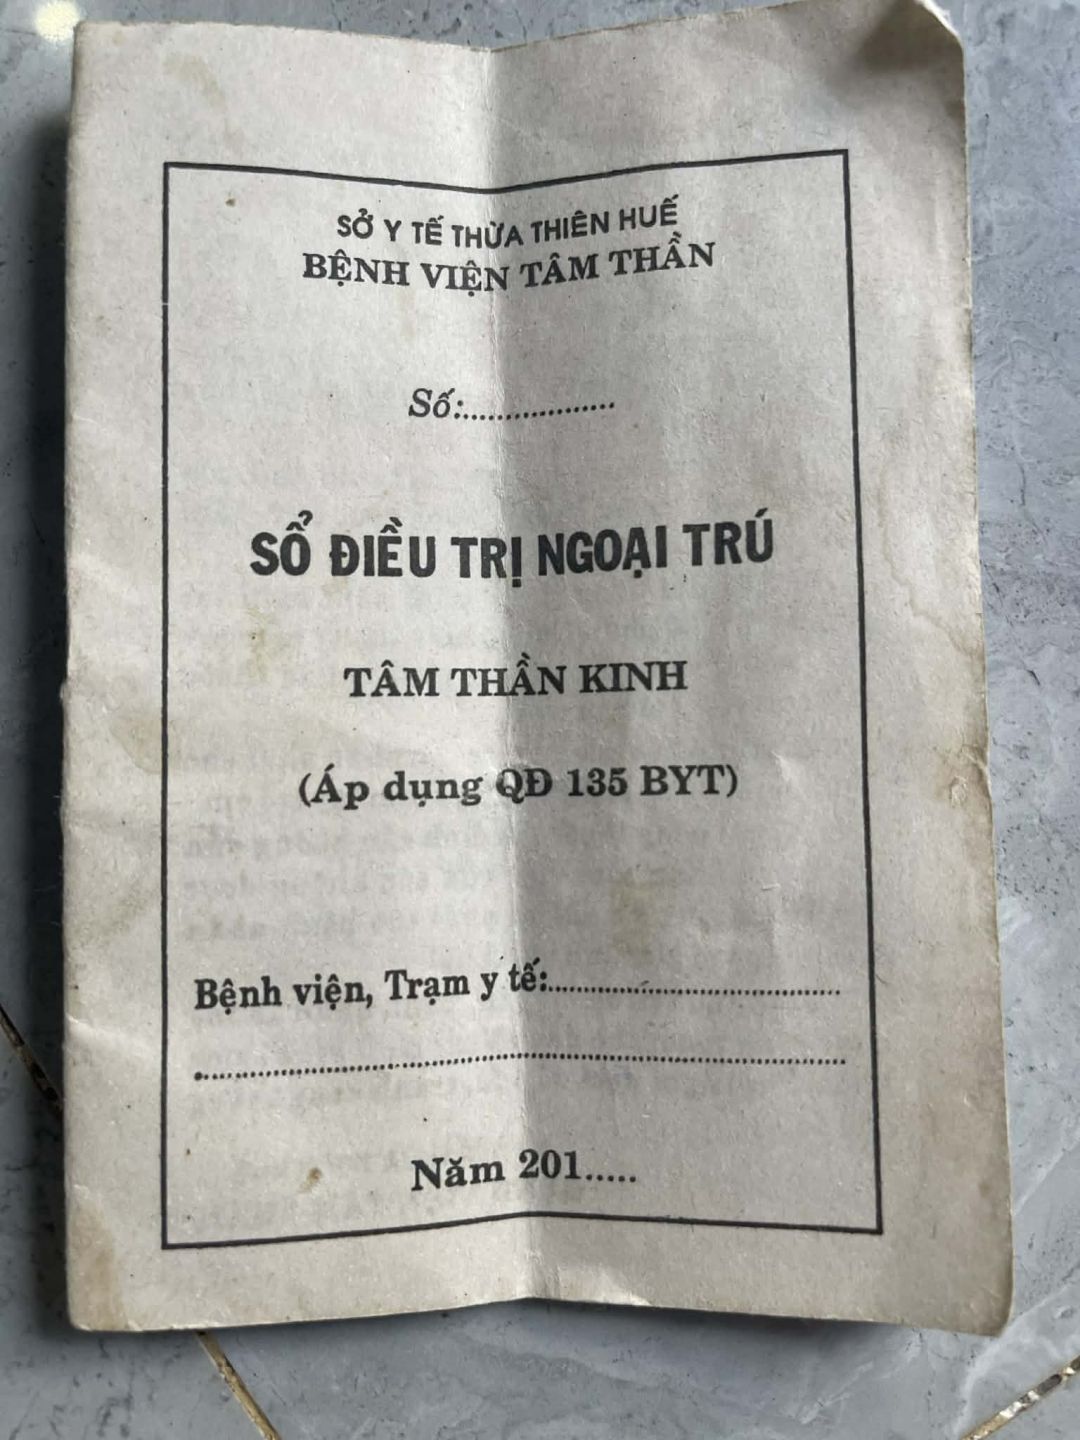 SỞ Y TẾ THỪA THIÊN HUẾ
BỆNH VIỆN TÂM THẦN
Số:..................
SỔ ĐIỀU TRỊ NGOẠI TRÚ
TÂM THẦN KINH
(Áp dụng QĐ 135 BYT)
Bệnh viện, Trạm y tế:........................................
..........................................................................................
Năm 201.....